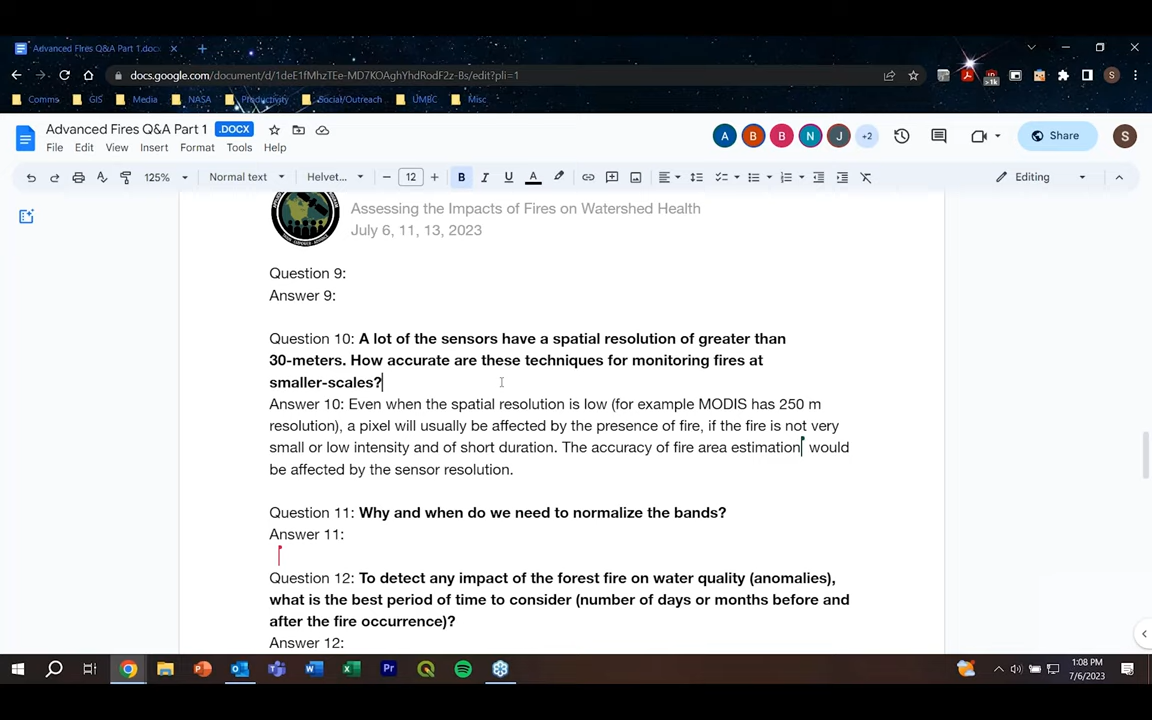 Advanced Fires Q&A Part 1.docx
docs.google.com/document/d/1deE1fMhzTEe-MD7KOAghYhdRodF2z-Bs/edit?pli=1
>1k
S
Comms GIS Media NASA Productivity Social/Outreach UMBC Misc
Advanced Fires Q&A Part 1 .DOCX
A B B N J +2 Share S
File Edit View Insert Format Tools Help
125% Normal text Helvet... 12 B I U A Editing
Assessing the Impacts of Fires on Watershed Health
July 6, 11, 13, 2023
Question 9:
Answer 9:
Question 10: A lot of the sensors have a spatial resolution of greater than
30-meters. How accurate are these techniques for monitoring fires at
smaller-scales?
Answer 10: Even when the spatial resolution is low (for example MODIS has 250 m
resolution), a pixel will usually be affected by the presence of fire, if the fire is not very
small or low intensity and of short duration. The accuracy of fire area estimation would
be affected by the sensor resolution.
Question 11: Why and when do we need to normalize the bands?
Answer 11:
Question 12: To detect any impact of the forest fire on water quality (anomalies),
what is the best period of time to consider (number of days or months before and
after the fire occurrence)?
Answer 12:
1:08 PM
7/6/2023